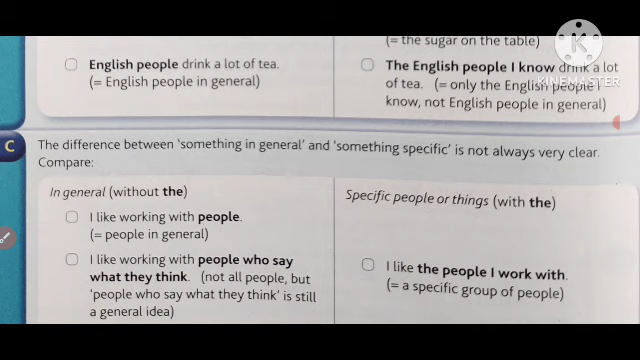 (= the sugar on the table)
English people drink a lot of tea.
(= English people in general)
The English people I know drink a lot
of tea. (= only the English people I
know, not English people in general)
K
KINEMASTER
C
The difference between 'something in general' and 'something specific' is not always very clear.
Compare:
In general (without the)
I like working with people.
(= people in general)
I like working with people who say
what they think. (not all people, but
'people who say what they think' is still
a general idea)
Specific people or things (with the)
I like the people I work with.
(= a specific group of people)